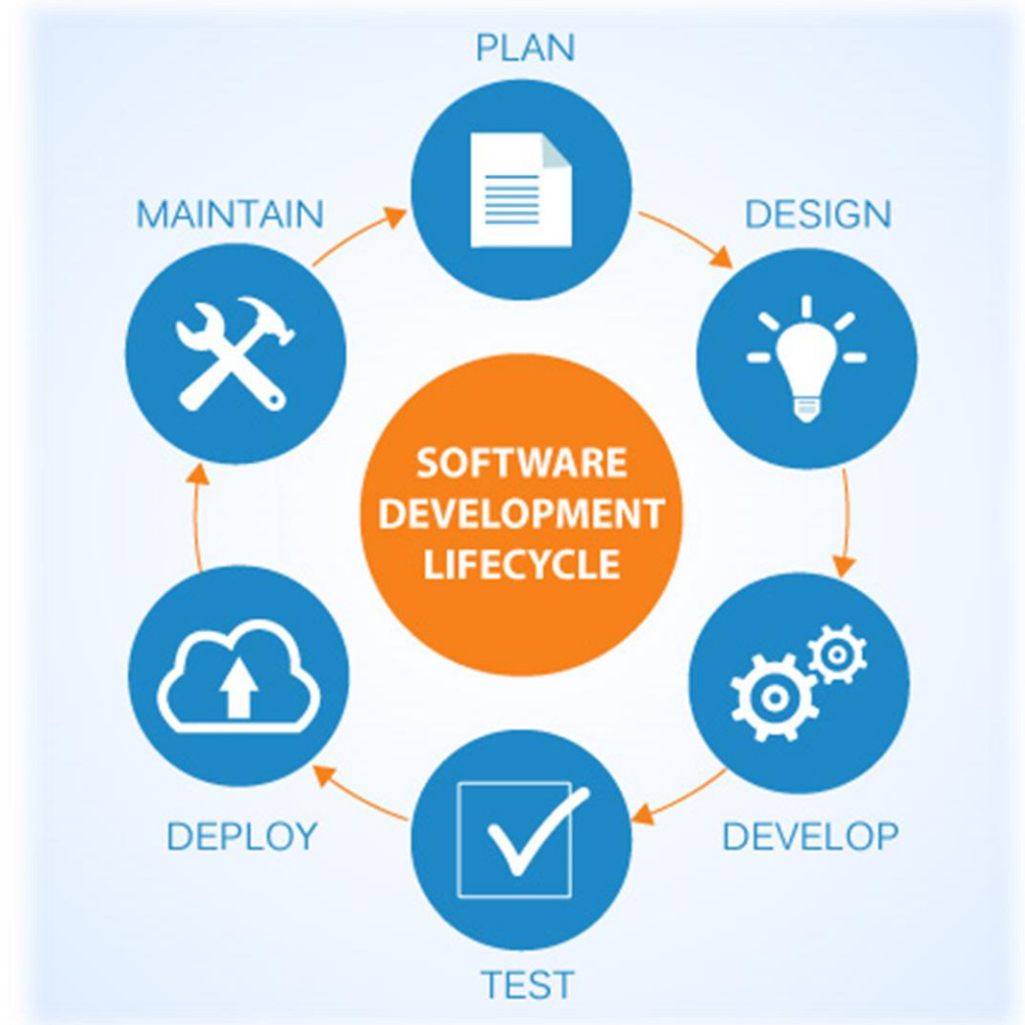 PLAN
DESIGN
MAINTAIN
SOFTWARE
DEVELOPMENT
LIFECYCLE
DEPLOY
DEVELOP
TEST